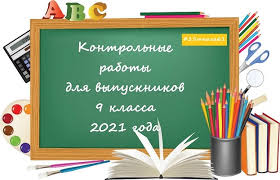 ABC
Контрольные
работы
для выпускников
9 класса
2021 года